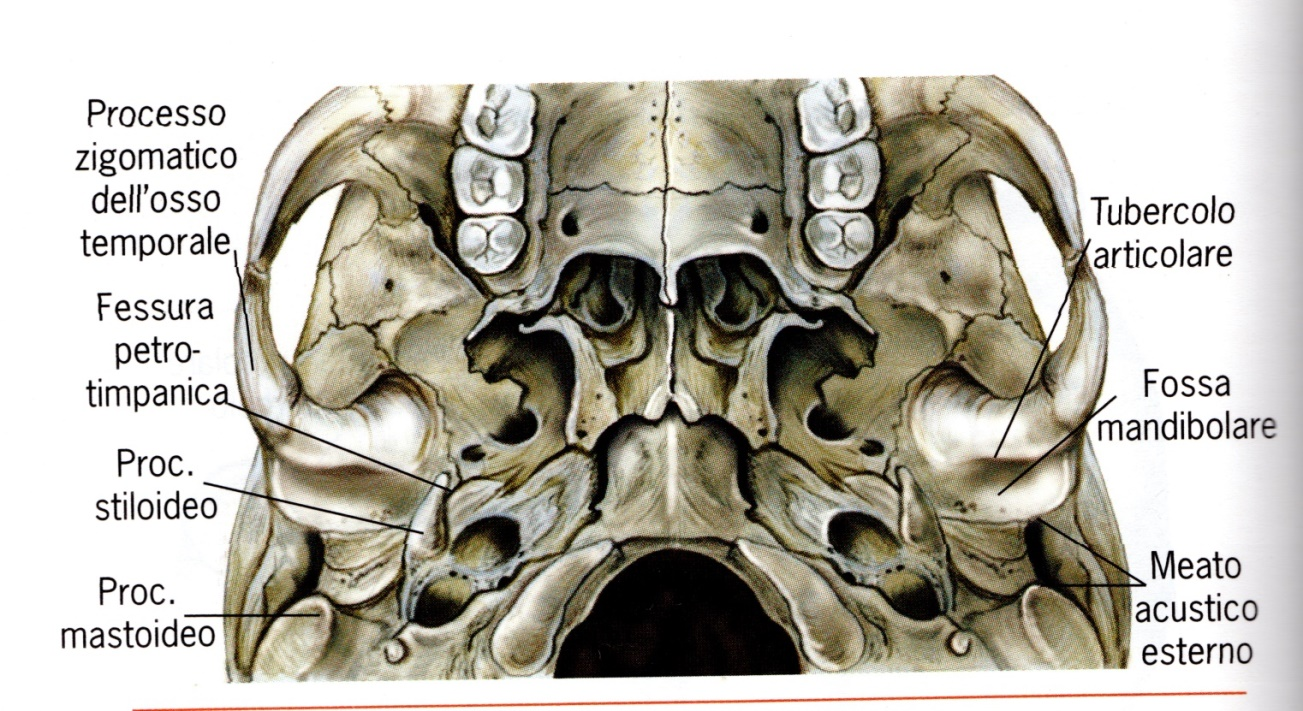 Processo
zigomatico
dell'osso
temporale
Fessura
petro-
timpanica
Proc.
stiloideo
Proc.
mastoideo
Tubercolo
articolare
Fossa
mandibolare
Meato
acustico
esterno